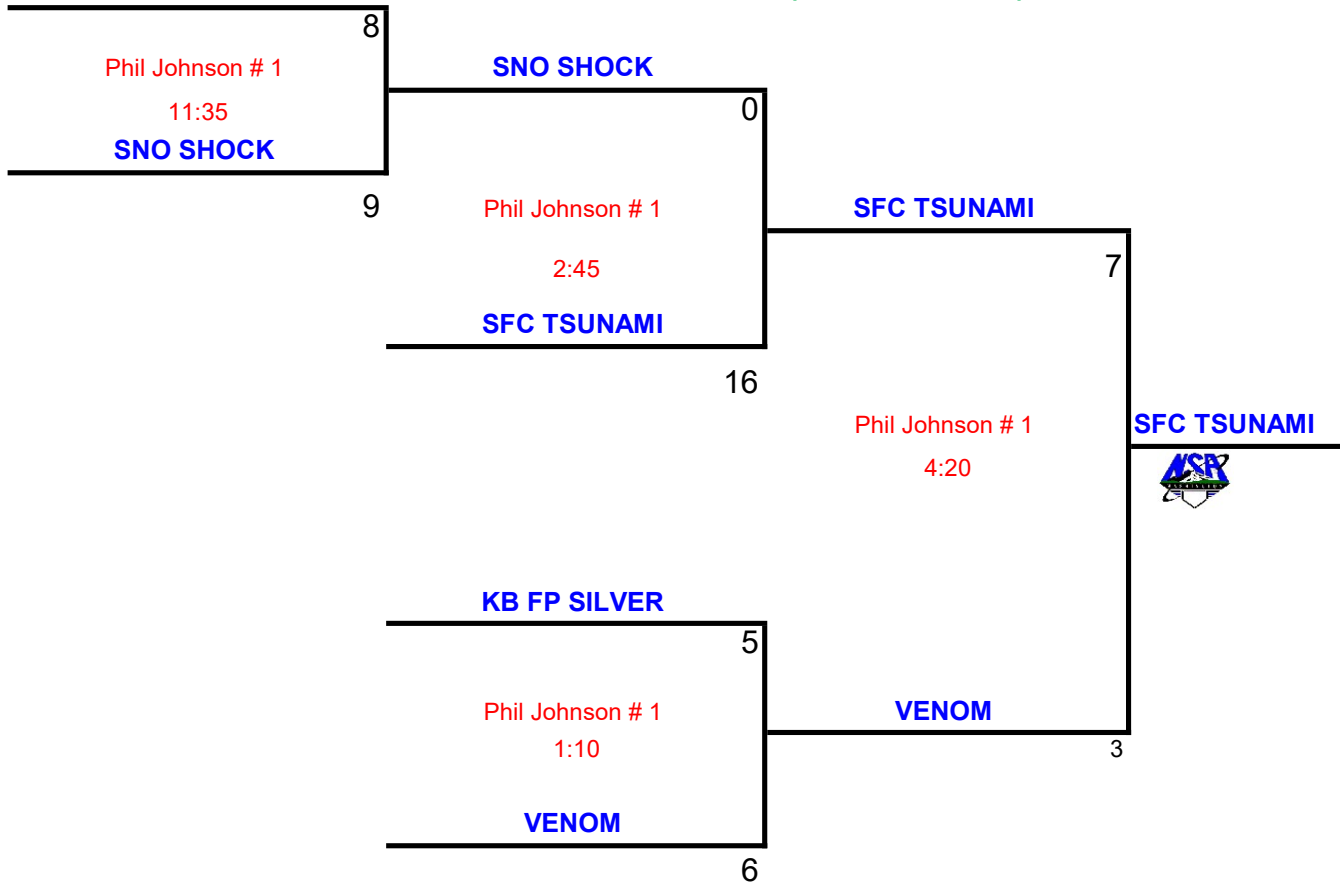 8
Phil Johnson # 1
11:35
SNO SHOCK
9
SNO SHOCK
0
Phil Johnson # 1
2:45
SFC TSUNAMI
16
SFC TSUNAMI
7
Phil Johnson # 1
4:20
SFC TSUNAMI
NSA
WASHINGTON
KB FP SILVER
5
Phil Johnson # 1
1:10
VENOM
6
VENOM
3